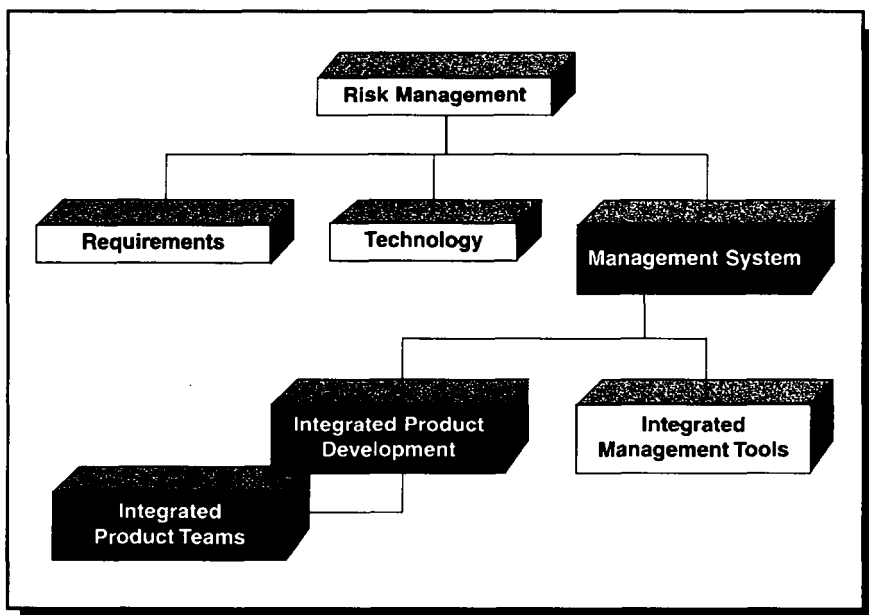 Risk Management
Requirements
Technology
Management System
Integrated Product
Development
Integrated
Management Tools
Integrated
Product Teams